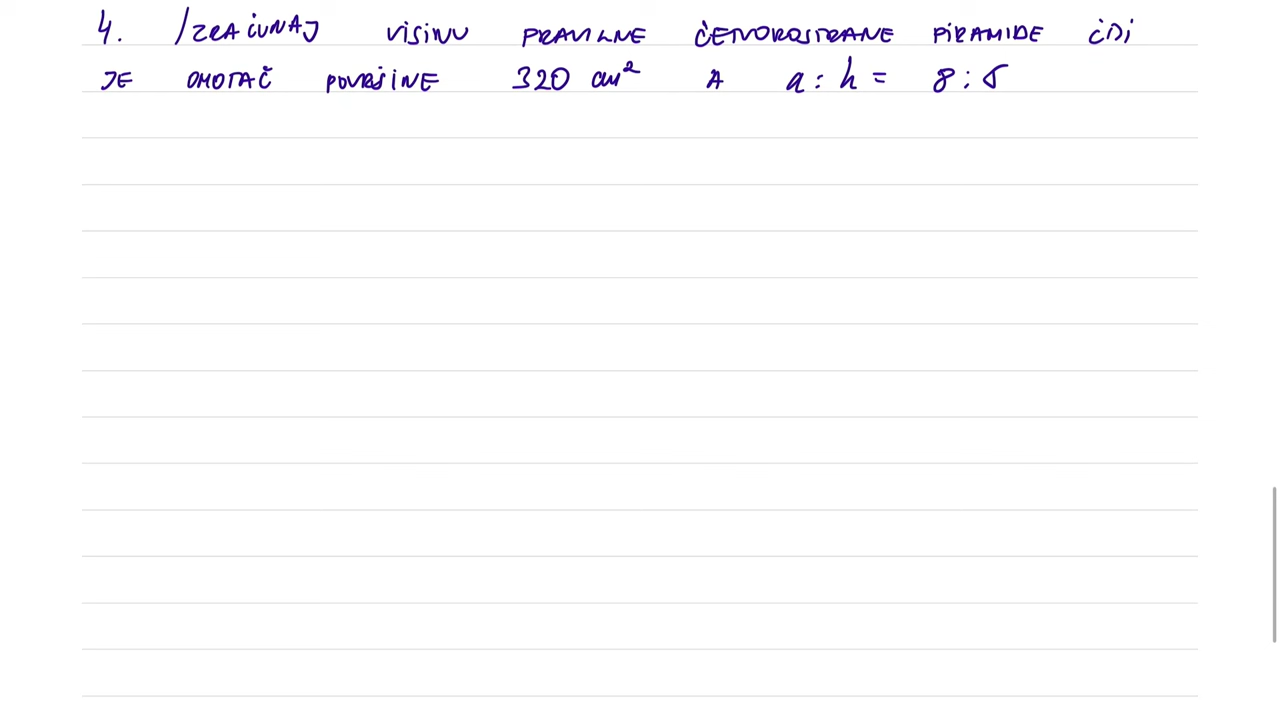 4. IZRAČUNAJ VISINU PRAVILNE ČETVOROSTRANE PIRAMIDE ČIJI
JE OMOTAČ POVRŠINE 320 cm² A a : h = 8 : 5